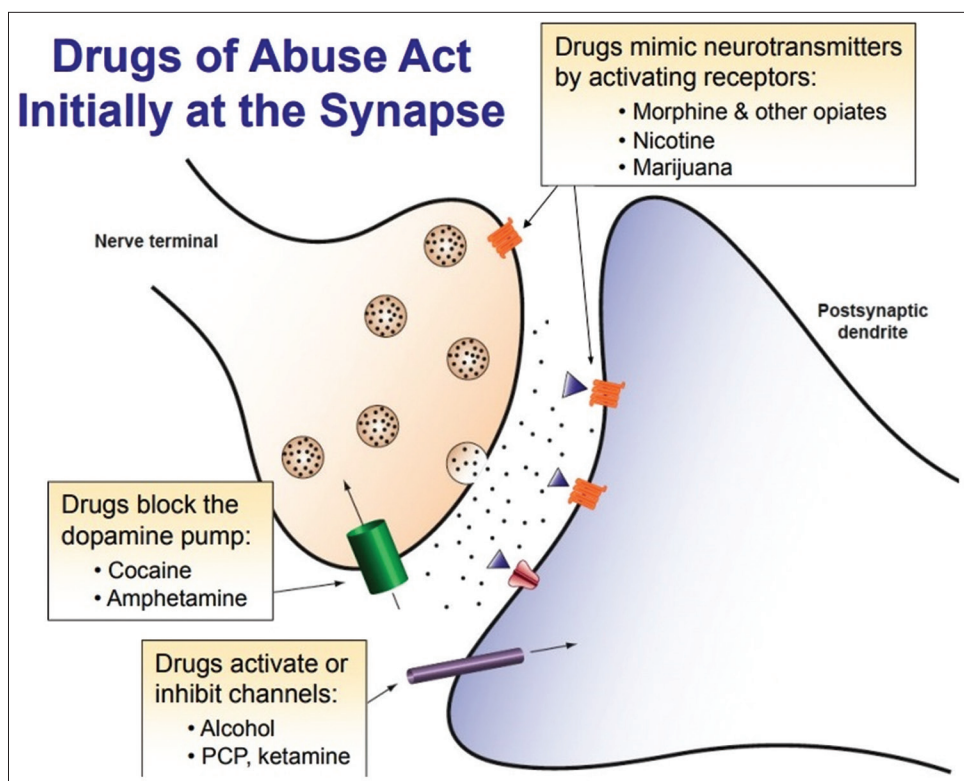 Drugs of Abuse Act
Initially at the Synapse
Drugs mimic neurotransmitters
by activating receptors:
• Morphine & other opiates
• Nicotine
• Marijuana
Nerve terminal
Postsynaptic
dendrite
Drugs block the
dopamine pump:
• Cocaine
• Amphetamine
Drugs activate or
inhibit channels:
• Alcohol
• PCP, ketamine